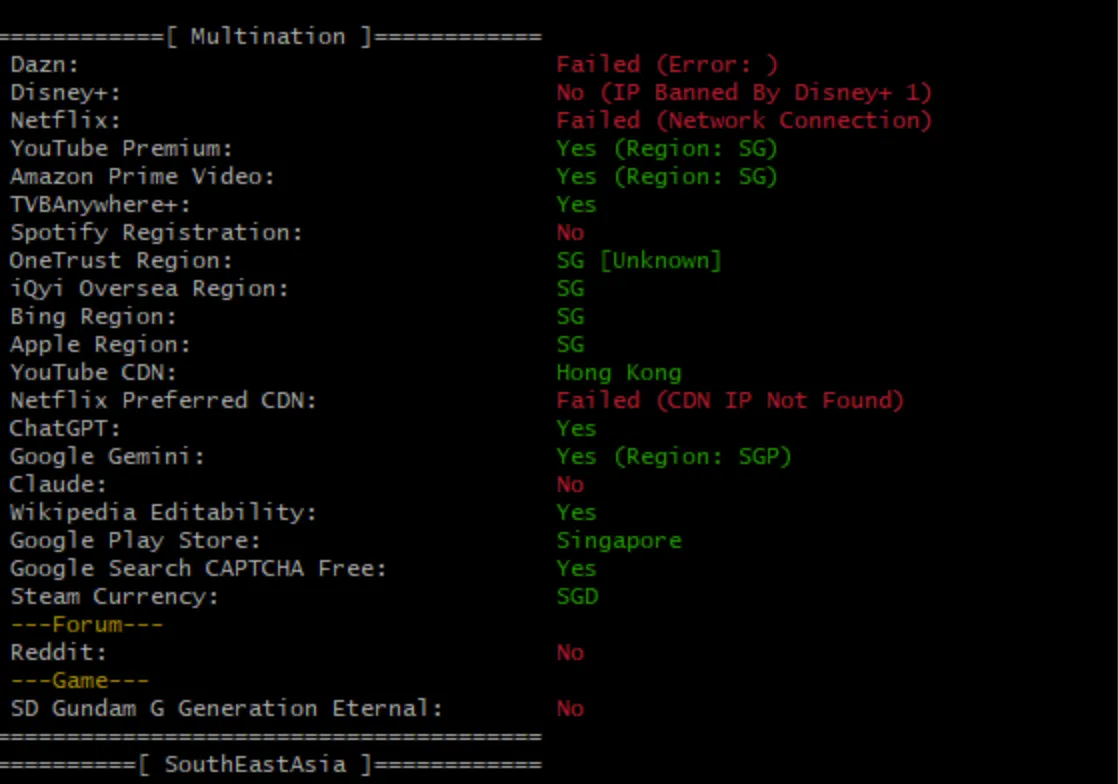 ============[ Multination ]============
Dazn: Failed (Error: )
Disney+: No (IP Banned By Disney+ 1)
Netflix: Failed (Network Connection)
YouTube Premium: Yes (Region: SG)
Amazon Prime Video: Yes (Region: SG)
TVBAnywhere+: Yes
Spotify Registration: No
OneTrust Region: SG [Unknown]
iQyi Oversea Region: SG
Bing Region: SG
Apple Region: SG
YouTube CDN: Hong Kong
Netflix Preferred CDN: Failed (CDN IP Not Found)
ChatGPT: Yes
Google Gemini: Yes (Region: SGP)
Claude: No
Wikipedia Editability: Yes
Google Play Store: Singapore
Google Search CAPTCHA Free: Yes
Steam Currency: SGD
---Forum---
Reddit: No
---Game---
SD Gundam G Generation Eternal: No
=======================================
==========[ SouthEastAsia ]============